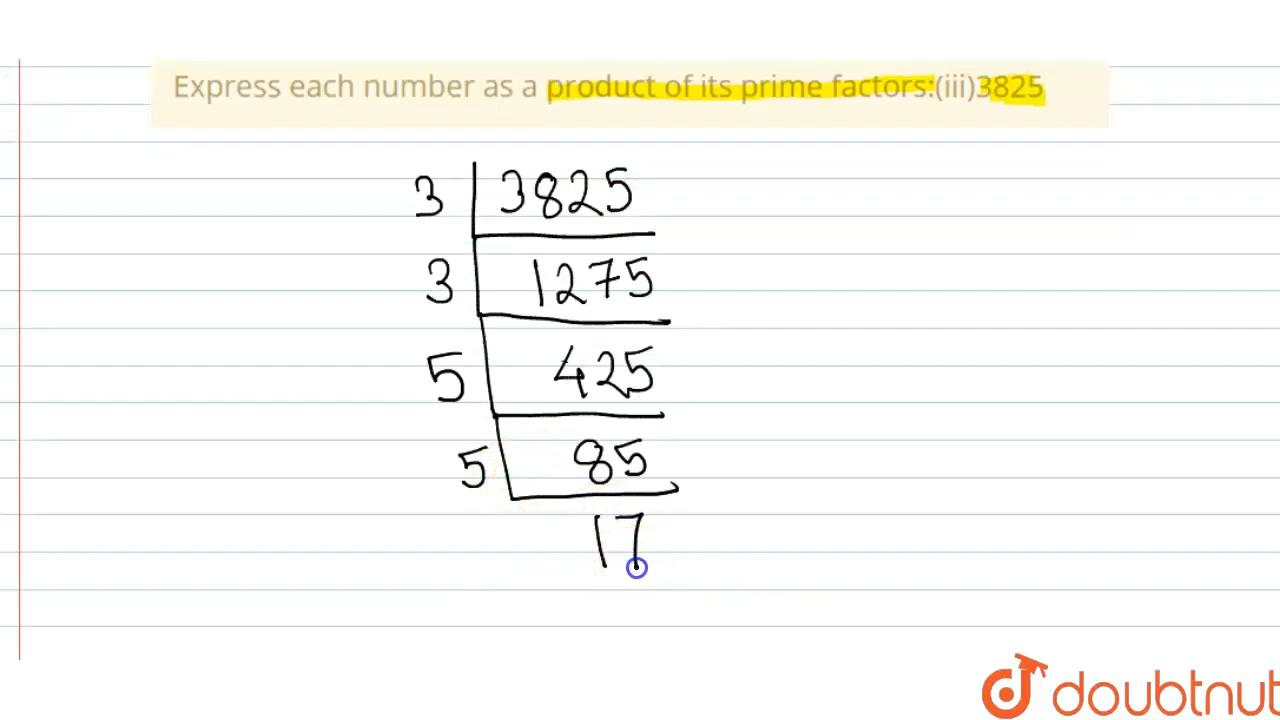 Express each number as a product of its prime factors:(iii)3825
3 3825
3 1275
5 425
5 85
17
doubtnut